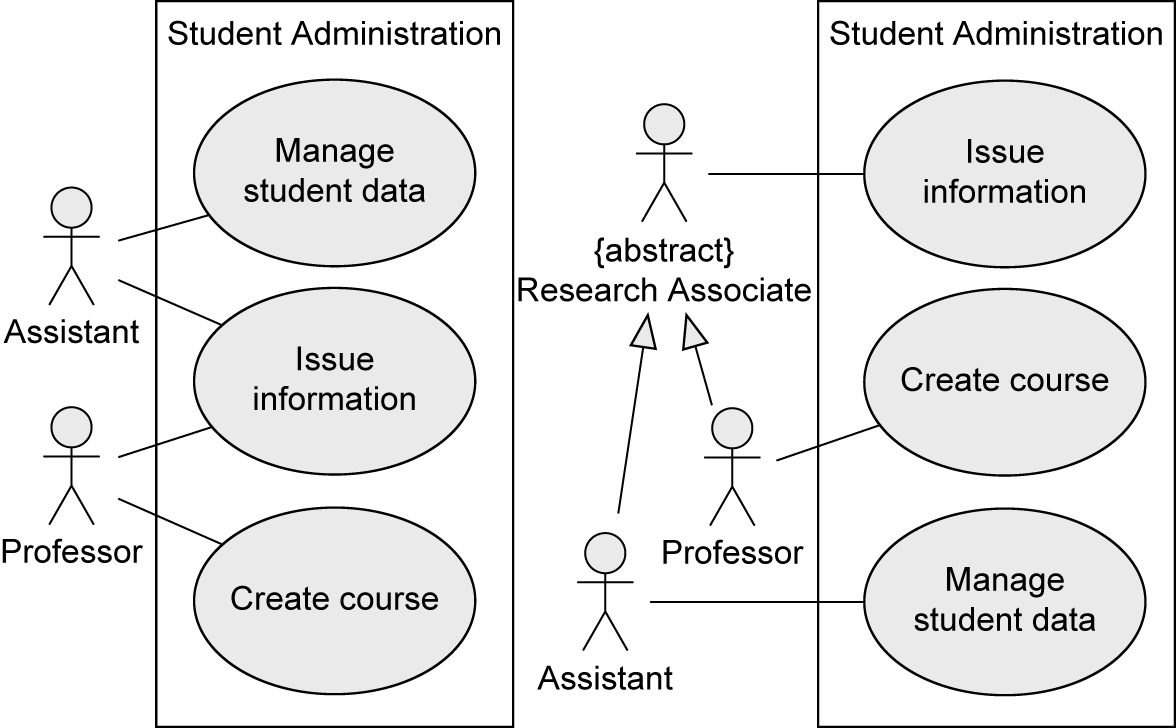 Student Administration
Manage
student data
Assistant
Issue
information
Professor
Create course
Student Administration
Issue
information
{abstract}
Research Associate
Create course
Professor
Manage
student data
Assistant